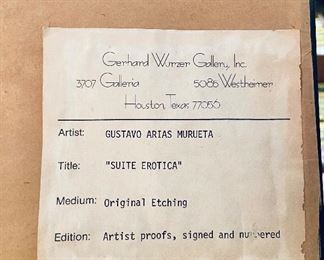 Gerhard Wurzer Gallery, Inc.
3707 Galleria 5085 Westheimer
Houston, Texas 77056
Artist: GUSTAVO ARIAS MURUETA
Title: "SUITE EROTICA"
Medium: Original Etching
Edition: Artist proofs, signed and numbered